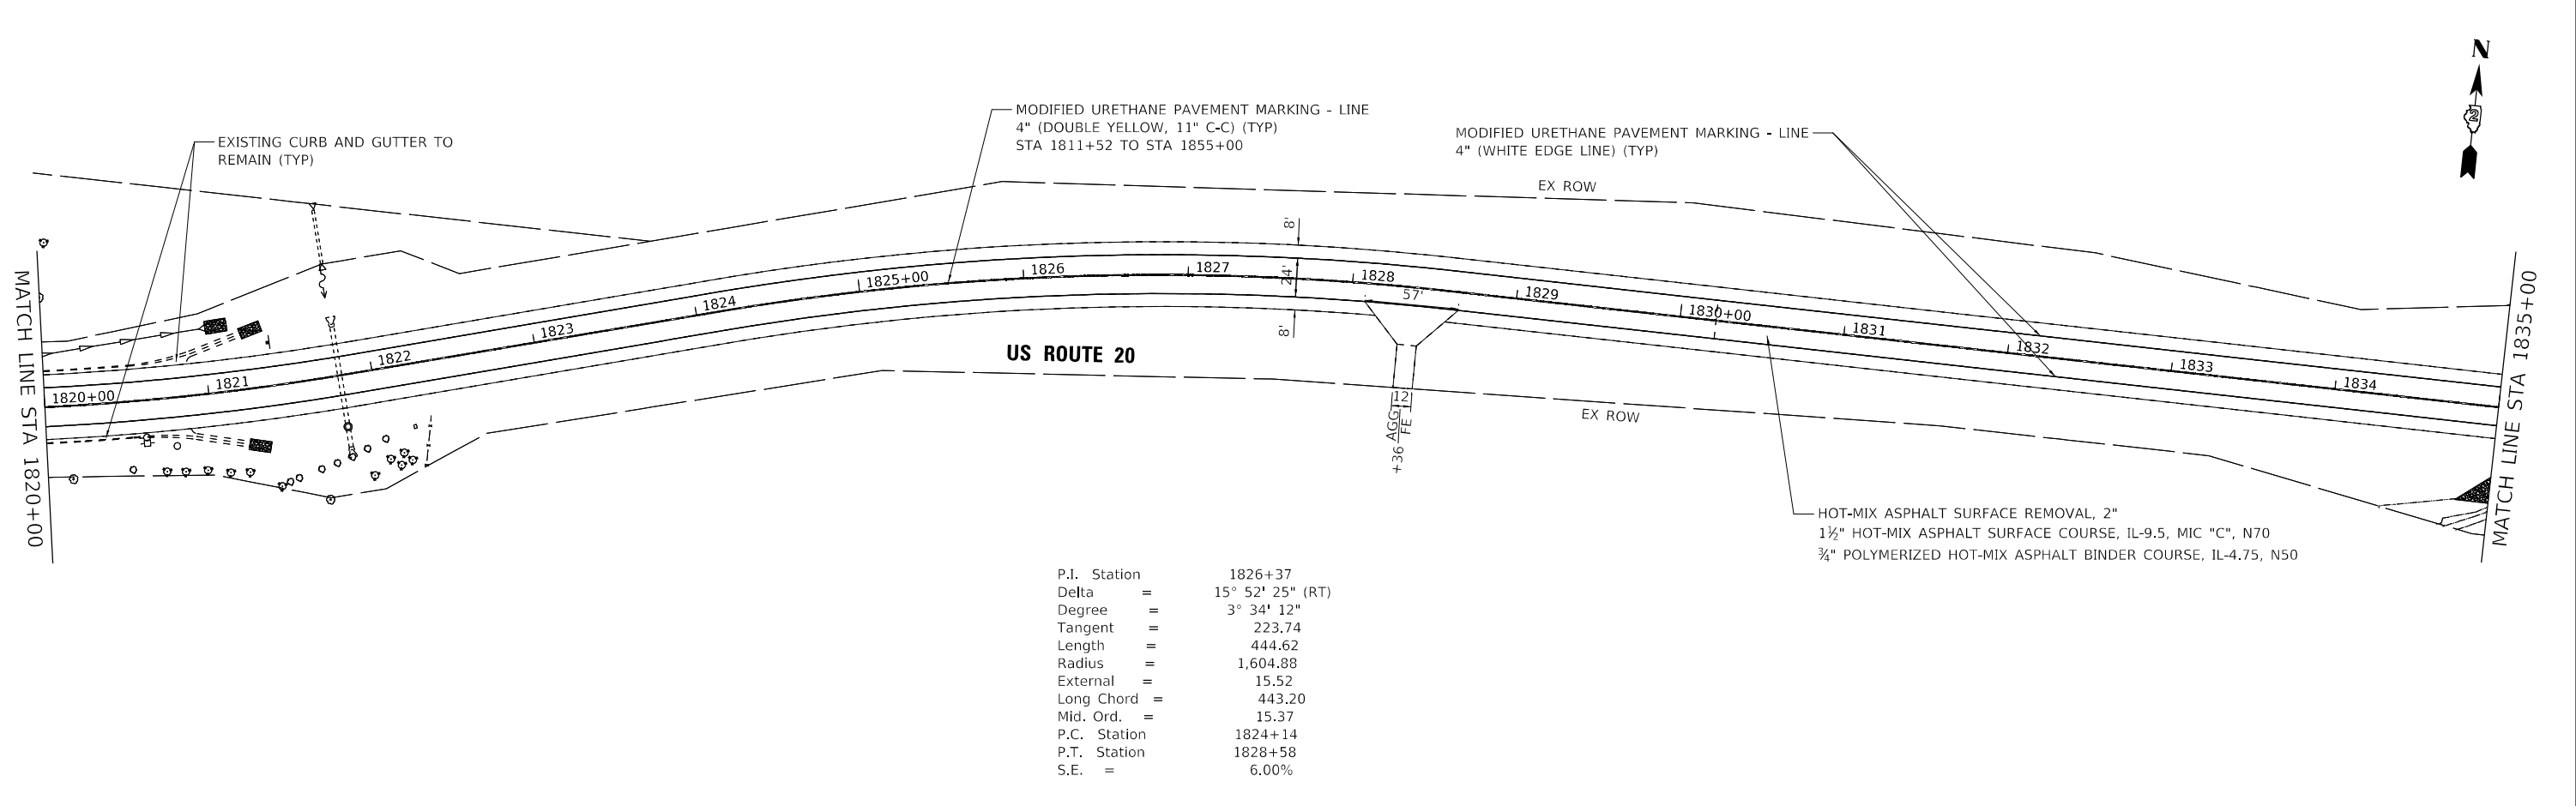 N
2
MODIFIED URETHANE PAVEMENT MARKING - LINE
4" (DOUBLE YELLOW, 11" C-C) (TYP)
STA 1811+52 TO STA 1855+00
MODIFIED URETHANE PAVEMENT MARKING - LINE
4" (WHITE EDGE LINE) (TYP)
EXISTING CURB AND GUTTER TO
REMAIN (TYP)
EX ROW
8'
24'
8'
57'
MATCH LINE STA 1820+00
1820+00
1821
1822
1823
1824
1825+00
1826
1827
1828
1829
1830+00
1831
1832
1833
1834
MATCH LINE STA 1835+00
US ROUTE 20
12
+36 AGG
FE
EX ROW
HOT-MIX ASPHALT SURFACE REMOVAL, 2"
1½" HOT-MIX ASPHALT SURFACE COURSE, IL-9.5, MIC "C", N70
¾" POLYMERIZED HOT-MIX ASPHALT BINDER COURSE, IL-4.75, N50
P.I. Station 1826+37
Delta = 15° 52' 25" (RT)
Degree = 3° 34' 12"
Tangent = 223.74
Length = 444.62
Radius = 1,604.88
External = 15.52
Long Chord = 443.20
Mid. Ord. = 15.37
P.C. Station 1824+14
P.T. Station 1828+58
S.E. = 6.00%